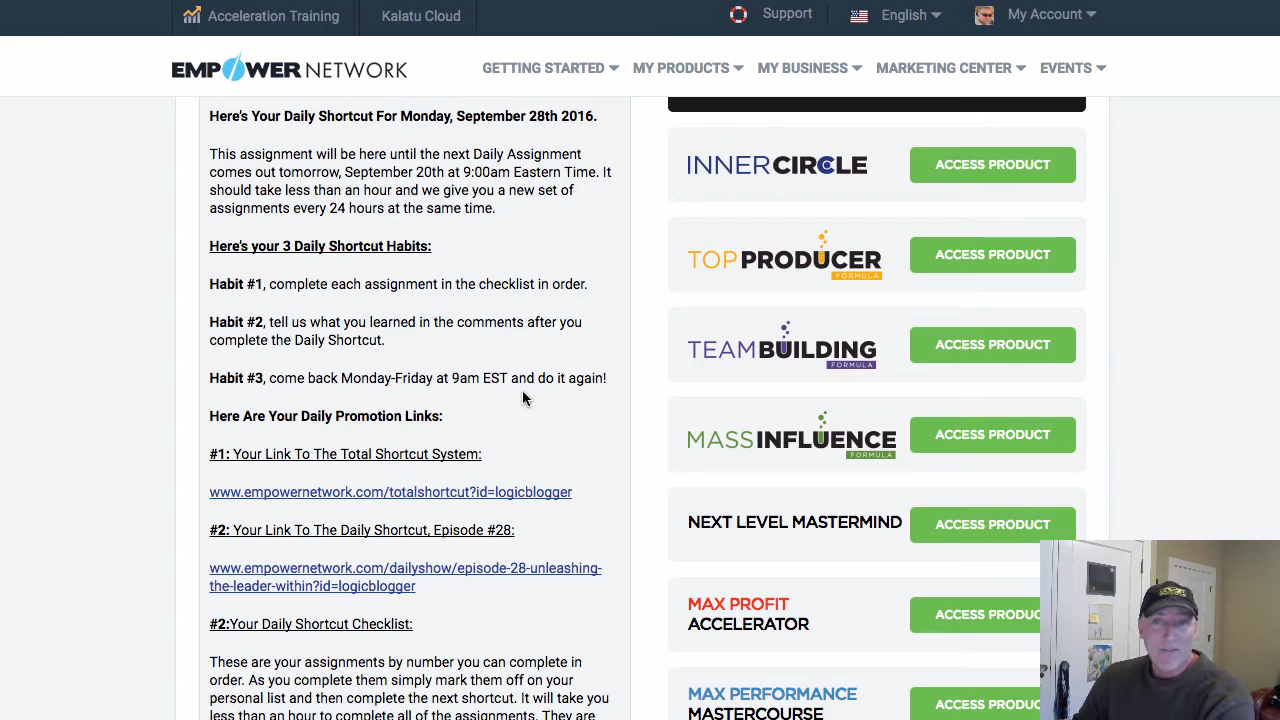 Acceleration Training
Kalatu Cloud
Support
English
My Account
EMPOWER NETWORK
GETTING STARTED
MY PRODUCTS
MY BUSINESS
MARKETING CENTER
EVENTS
Here's Your Daily Shortcut For Monday, September 28th 2016.
This assignment will be here until the next Daily Assignment
comes out tomorrow, September 20th at 9:00am Eastern Time. It
should take less than an hour and we give you a new set of
assignments every 24 hours at the same time.
Here's your 3 Daily Shortcut Habits:
Habit #1, complete each assignment in the checklist in order.
Habit #2, tell us what you learned in the comments after you
complete the Daily Shortcut.
Habit #3, come back Monday-Friday at 9am EST and do it again!
Here Are Your Daily Promotion Links:
#1: Your Link To The Total Shortcut System:
www.empowernetwork.com/totalshortcut?id=logicblogger
#2: Your Link To The Daily Shortcut, Episode #28:
www.empowernetwork.com/dailyshow/episode-28-unleashing-
the-leader-within?id=logicblogger
#2:Your Daily Shortcut Checklist:
These are your assignments by number you can complete in
order. As you complete them simply mark them off on your
personal list and then complete the next shortcut. It will take you
less than an hour to complete all of the assignments. They are
INNERCIRCLE
ACCESS PRODUCT
TOP PRODUCER
FORMULA
ACCESS PRODUCT
TEAMBUILDING
FORMULA
ACCESS PRODUCT
MASSINFLUENCE
FORMULA
ACCESS PRODUCT
NEXT LEVEL MASTERMIND
ACCESS PRODUCT
MAX PROFIT
ACCELERATOR
ACCESS PRODUC
MAX PERFORMANCE
MASTERCOURSE
ACCESS PRODUC